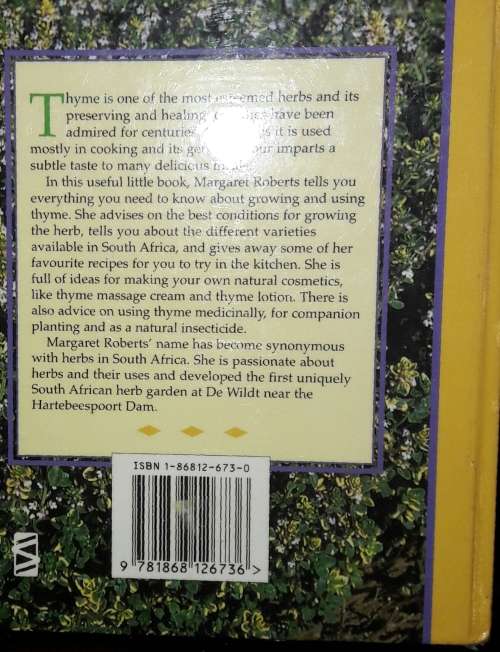 Thyme is one of the most esteemed herbs and its
preserving and healing have been
admired for centuries it is used
mostly in cooking and its imparts a
subtle taste to many delicious
In this useful little book, Margaret Roberts tells you
everything you need to know about growing and using
thyme. She advises on the best conditions for growing
the herb, tells you about the different varieties
available in South Africa, and gives away some of her
favourite recipes for you to try in the kitchen. She is
full of ideas for making your own natural cosmetics,
like thyme massage cream and thyme lotion. There is
also advice on using thyme medicinally, for companion
planting and as a natural insecticide.
Margaret Roberts' name has become synonymous
with herbs in South Africa. She is passionate about
herbs and their uses and developed the first uniquely
South African herb garden at De Wildt near the
Hartebeespoort Dam.
ISBN 1-86812-673-0
9 781868 126736 >